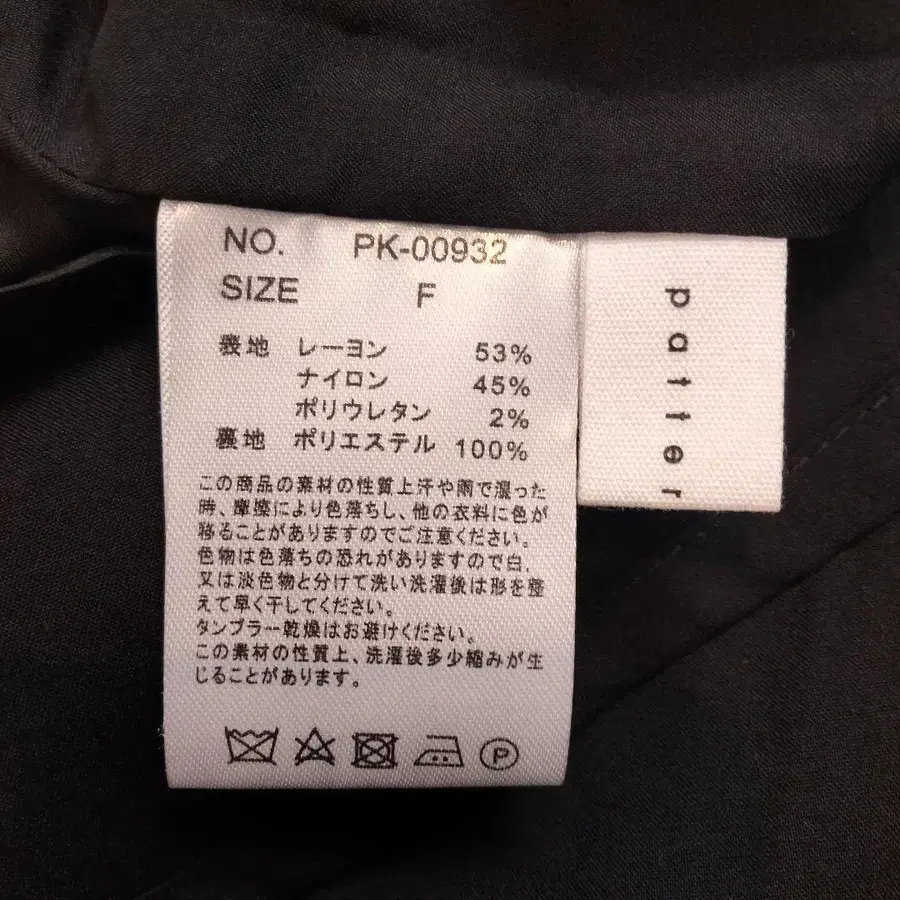 NO. PK-00932
SIZE F
表地 レーヨン 53%
ナイロン 45%
ポリウレタン 2%
裏地 ポリエステル 100%
この商品の素材の性質上汗や雨で湿った
時、摩擦により色落ちし、他の衣料に色が
移ることがありますのでご注意ください。
色物は色落ちの恐れがありますので白、
又は淡色物と分けて洗い洗濯後は形を整
えて早く干してください。
タンブラー乾燥はお避けください。
この素材の性質上、洗濯後多少縮みが生
じることがあります。
P
patter